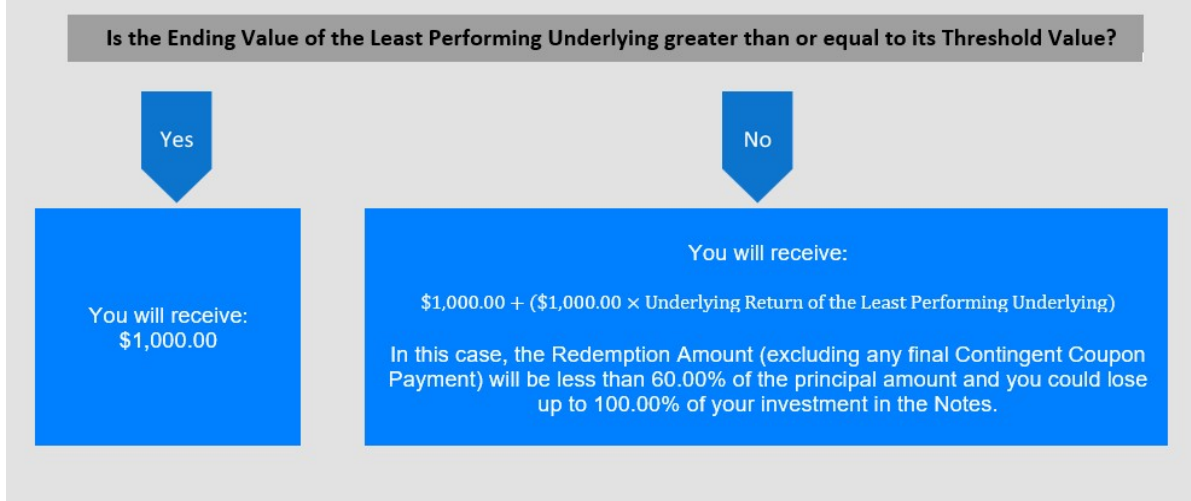 Is the Ending Value of the Least Performing Underlying greater than or equal to its Threshold Value?
Yes
No
You will receive:
$1,000.00
You will receive:
$1,000.00 + ($1,000.00 × Underlying Return of the Least Performing Underlying)
In this case, the Redemption Amount (excluding any final Contingent Coupon
Payment) will be less than 60.00% of the principal amount and you could lose
up to 100.00% of your investment in the Notes.